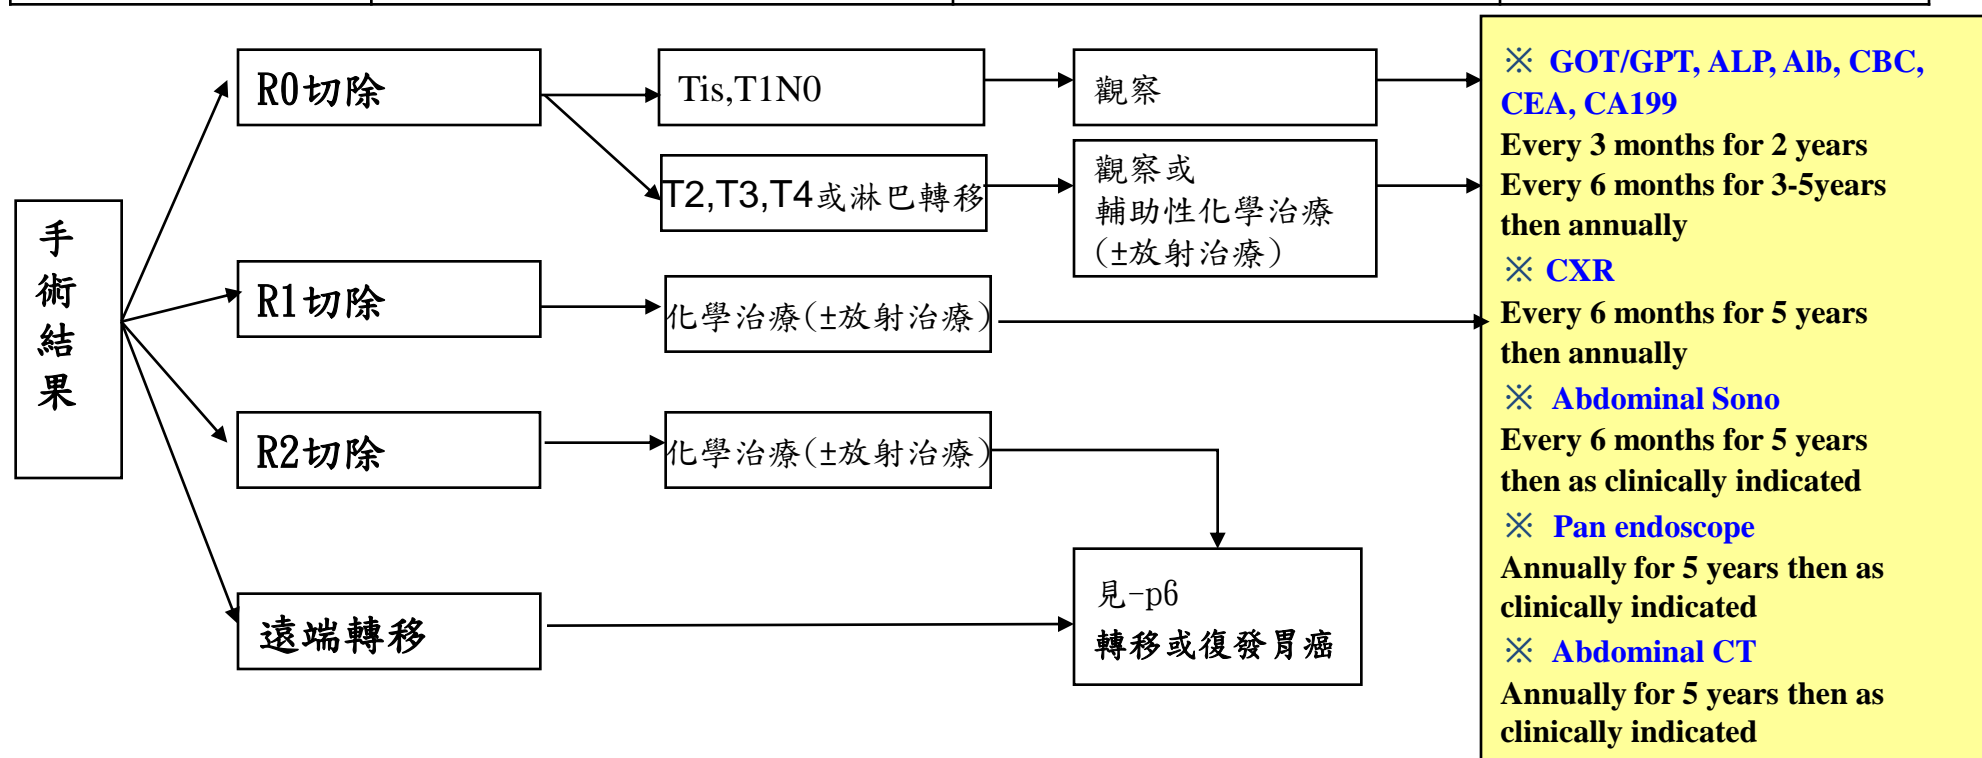 手
術
結
果
R0切除
Tis,T1N0
觀察
T2,T3,T4或淋巴轉移
觀察或
輔助性化學治療
(±放射治療)
R1切除
化學治療(±放射治療)
R2切除
化學治療(±放射治療)
遠端轉移
見-p6
轉移或復發胃癌
※ GOT/GPT, ALP, Alb, CBC,
CEA, CA199
Every 3 months for 2 years
Every 6 months for 3-5years
then annually
※ CXR
Every 6 months for 5 years
then annually
※ Abdominal Sono
Every 6 months for 5 years
then as clinically indicated
※ Pan endoscope
Annually for 5 years then as
clinically indicated
※ Abdominal CT
Annually for 5 years then as
clinically indicated